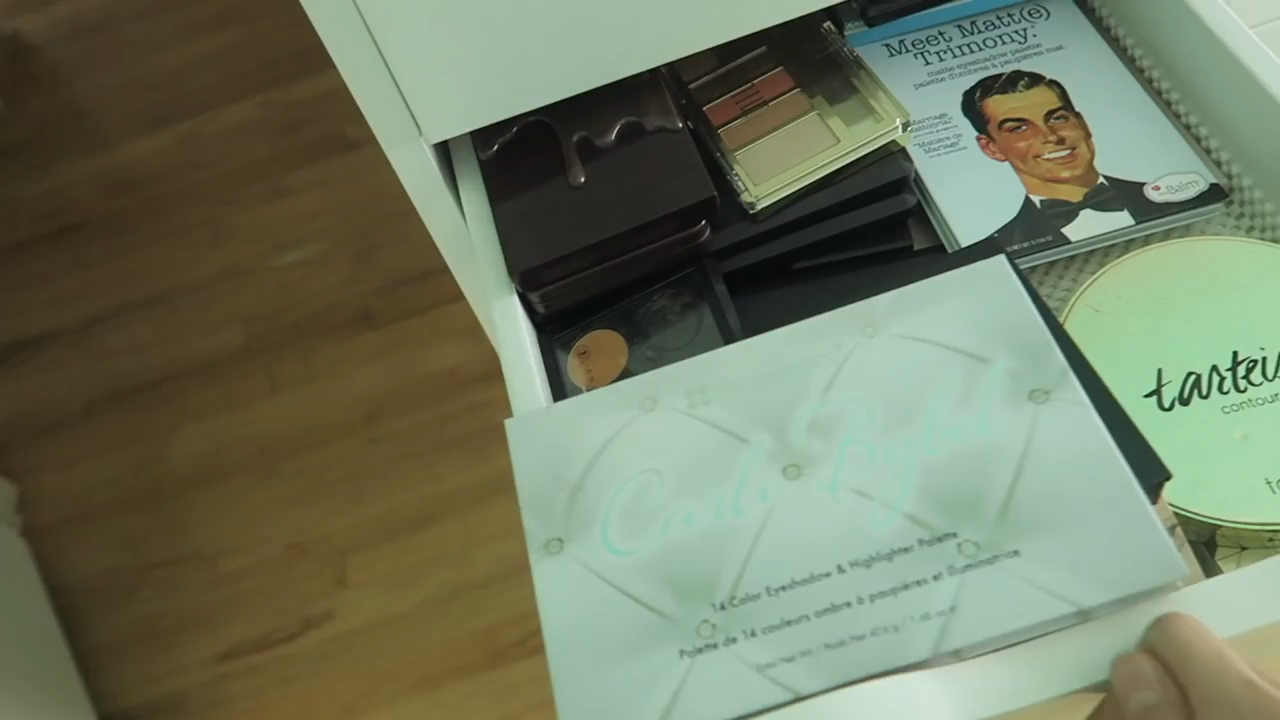 Meet Matt(e)
Trimony.
matte eyeshadow palette
palette d'ombres à paupières mat
theBalm
tartei
contour
Carli Bybel
14 Color Eyeshadow & Highlighter Palette
Palette de 14 couleurs ombre à paupières et illuminatrice